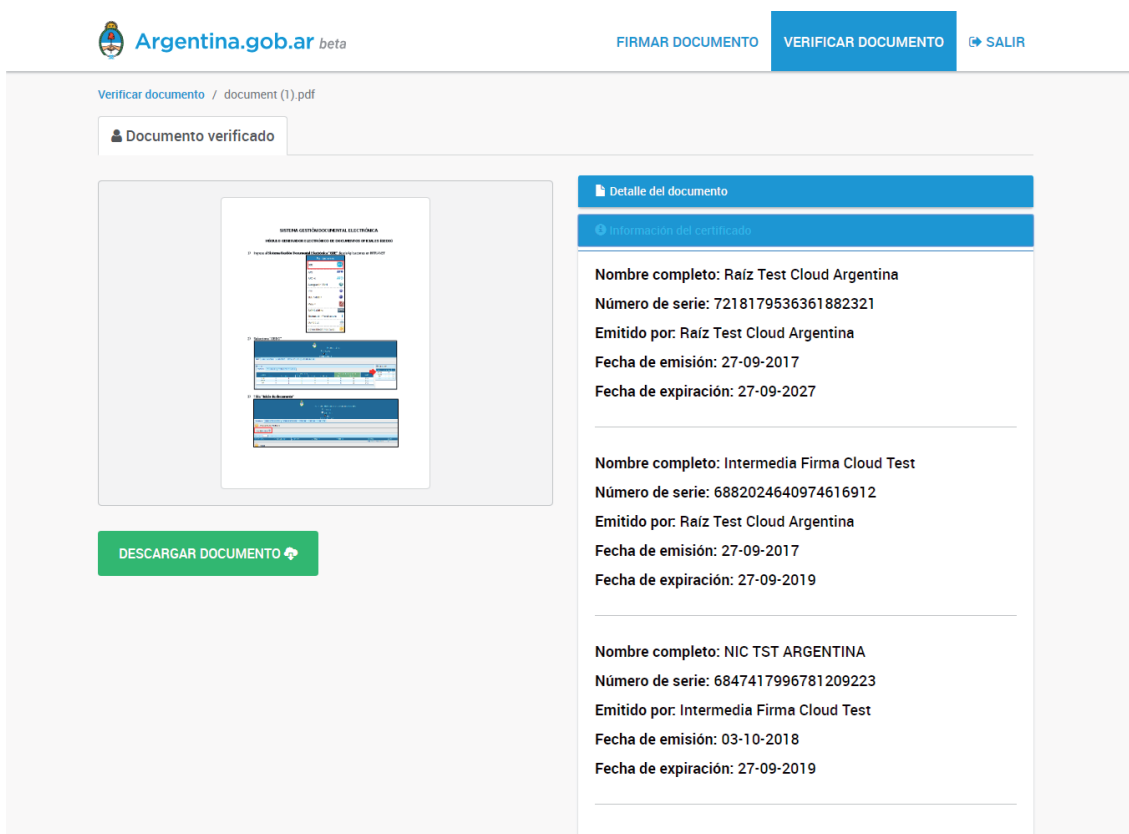 Argentina.gob.ar beta
FIRMAR DOCUMENTO
VERIFICAR DOCUMENTO
SALIR
Verificar documento / document (1).pdf
Documento verificado
SISTEMA GESTIÓN DOCUMENTAL ELECTRÓNICA
DESCARGAR DOCUMENTO
Detalle del documento
Información del certificado
Nombre completo: Raíz Test Cloud Argentina
Número de serie: 7218179536361882321
Emitido por: Raíz Test Cloud Argentina
Fecha de emisión: 27-09-2017
Fecha de expiración: 27-09-2027
Nombre completo: Intermedia Firma Cloud Test
Número de serie: 6882024640974616912
Emitido por: Raíz Test Cloud Argentina
Fecha de emisión: 27-09-2017
Fecha de expiración: 27-09-2019
Nombre completo: NIC TST ARGENTINA
Número de serie: 6847417996781209223
Emitido por: Intermedia Firma Cloud Test
Fecha de emisión: 03-10-2018
Fecha de expiración: 27-09-2019